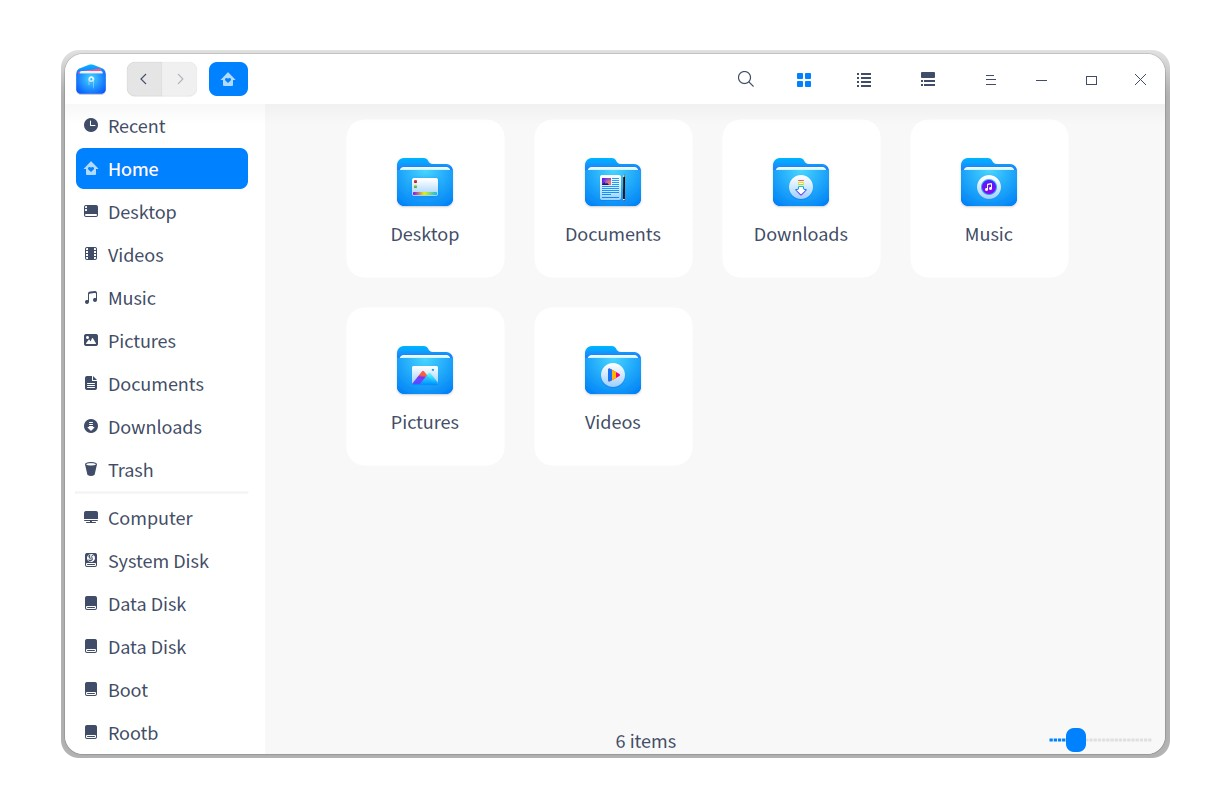 Recent
Home
Desktop
Videos
Music
Pictures
Documents
Downloads
Trash
Computer
System Disk
Data Disk
Data Disk
Boot
Rootb
Desktop Documents Downloads Music
Pictures Videos
6 items